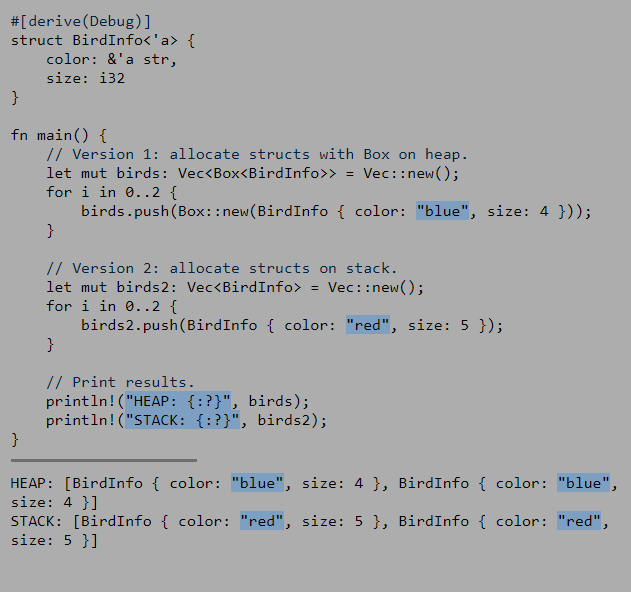 #[derive(Debug)]
struct BirdInfo<'a> {
    color: &'a str,
    size: i32
}

fn main() {
    // Version 1: allocate structs with Box on heap.
    let mut birds: Vec<Box<BirdInfo>> = Vec::new();
    for i in 0..2 {
        birds.push(Box::new(BirdInfo { color: "blue", size: 4 }));
    }

    // Version 2: allocate structs on stack.
    let mut birds2: Vec<BirdInfo> = Vec::new();
    for i in 0..2 {
        birds2.push(BirdInfo { color: "red", size: 5 });
    }

    // Print results.
    println!("HEAP: {:?}", birds);
    println!("STACK: {:?}", birds2);
}
HEAP: [BirdInfo { color: "blue", size: 4 }, BirdInfo { color: "blue",
size: 4 }]
STACK: [BirdInfo { color: "red", size: 5 }, BirdInfo { color: "red",
size: 5 }]